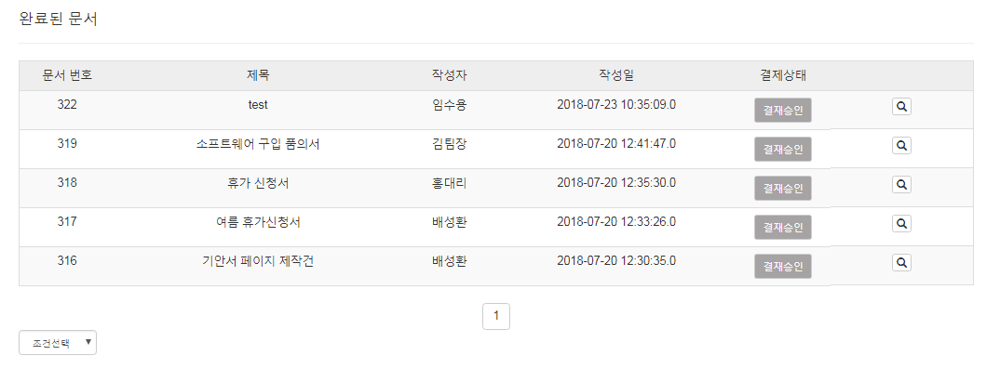 완료된 문서
문서 번호 제목 작성자 작성일 결제상태
322 test 임수용 2018-07-23 10:35:09.0 결재승인
319 소프트웨어 구입 품의서 김팀장 2018-07-20 12:41:47.0 결재승인
318 휴가 신청서 홍대리 2018-07-20 12:35:30.0 결재승인
317 여름 휴가신청서 배성환 2018-07-20 12:33:26.0 결재승인
316 기안서 페이지 제작건 배성환 2018-07-20 12:30:35.0 결재승인
1
조건선택